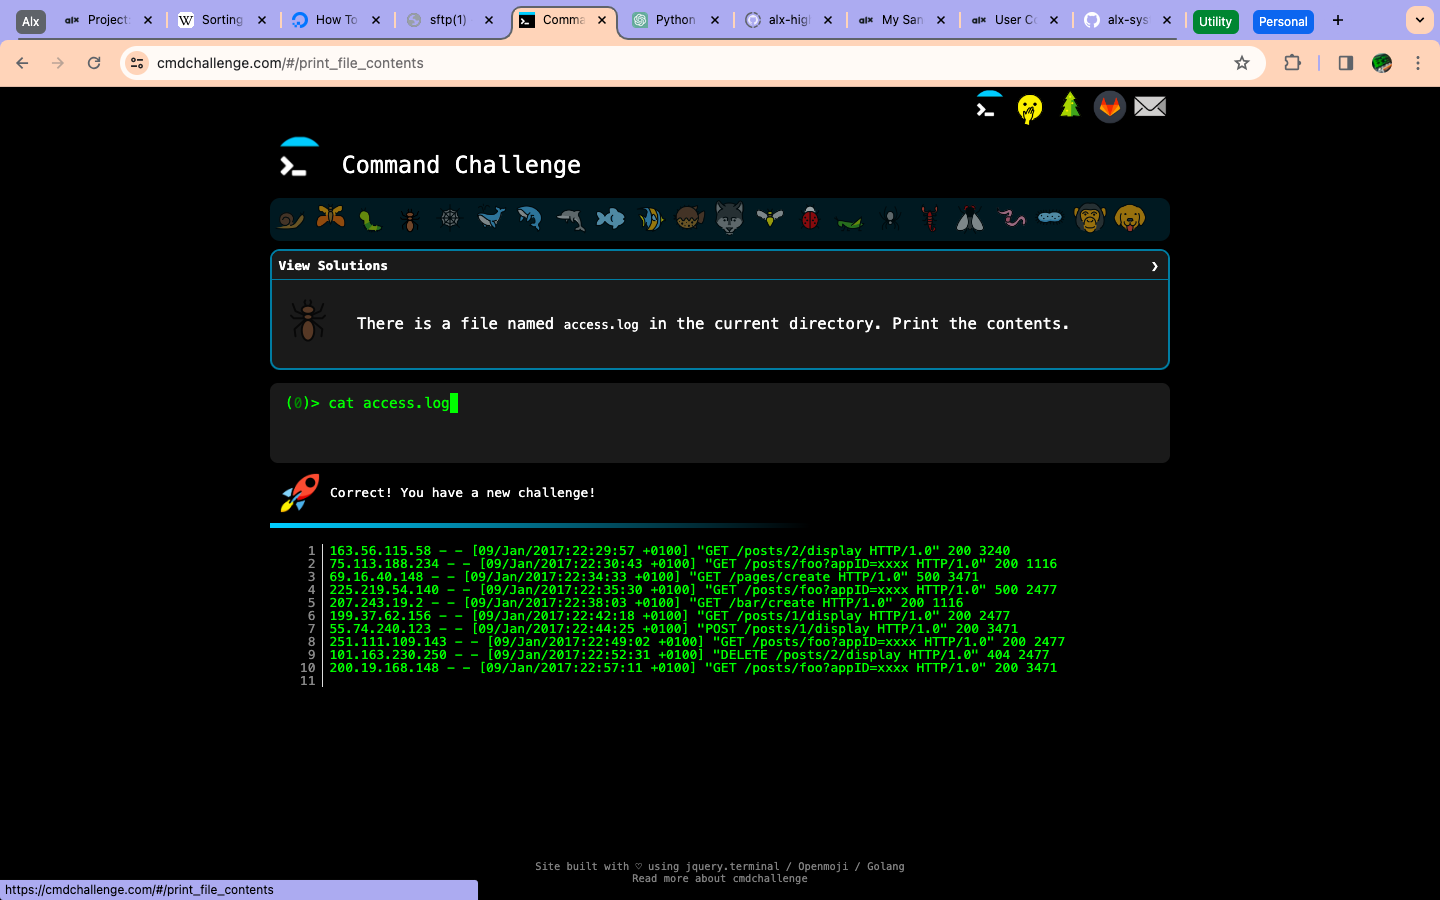 Alx
alx Project:
W Sorting
How To
sftp(1)
Comma
Python
alx-hig
alx My San
alx User Ce
alx-sys
Utility
Personal
cmdchallenge.com/#/print_file_contents
Command Challenge
View Solutions
There is a file named access.log in the current directory. Print the contents.
(0)> cat access.log
Correct! You have a new challenge!
1 163.56.115.58 - - [09/Jan/2017:22:29:57 +0100] "GET /posts/2/display HTTP/1.0" 200 3240
2 75.113.188.234 - - [09/Jan/2017:22:30:43 +0100] "GET /posts/foo?appID=xxxx HTTP/1.0" 200 1116
3 69.16.40.148 - - [09/Jan/2017:22:34:33 +0100] "GET /pages/create HTTP/1.0" 500 3471
4 225.219.54.140 - - [09/Jan/2017:22:35:30 +0100] "GET /posts/foo?appID=xxxx HTTP/1.0" 500 2477
5 207.243.19.2 - - [09/Jan/2017:22:38:03 +0100] "GET /bar/create HTTP/1.0" 200 1116
6 199.37.62.156 - - [09/Jan/2017:22:42:18 +0100] "GET /posts/1/display HTTP/1.0" 200 2477
7 55.74.240.123 - - [09/Jan/2017:22:44:25 +0100] "POST /posts/1/display HTTP/1.0" 200 3471
8 251.111.109.143 - - [09/Jan/2017:22:49:02 +0100] "GET /posts/foo?appID=xxxx HTTP/1.0" 200 2477
9 101.163.230.250 - - [09/Jan/2017:22:52:31 +0100] "DELETE /posts/2/display HTTP/1.0" 404 2477
10 200.19.168.148 - - [09/Jan/2017:22:57:11 +0100] "GET /posts/foo?appID=xxxx HTTP/1.0" 200 3471
11
Site built with ♡ using jquery.terminal / Openmoji / Golang
Read more about cmdchallenge
https://cmdchallenge.com/#/print_file_contents